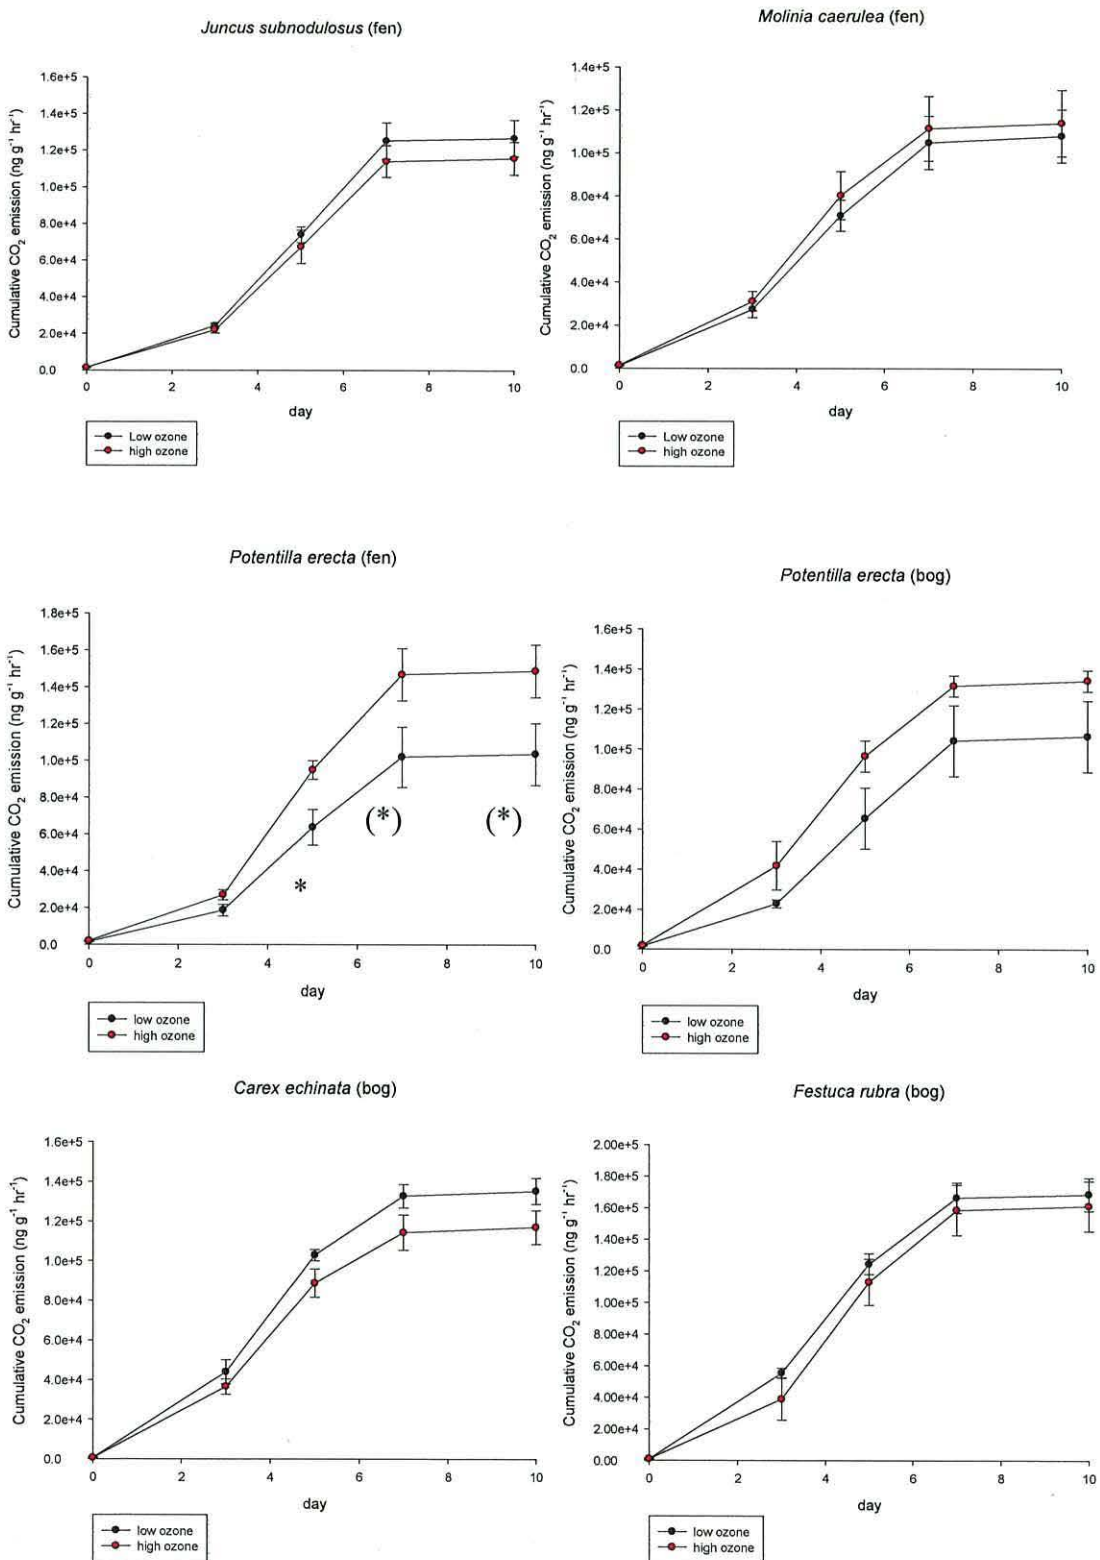 Juncus subnodulosus (fen)
Cumulative CO₂ emission (ng g⁻¹ hr⁻¹)
1.6e+5
1.4e+5
1.2e+5
1.0e+5
8.0e+4
6.0e+4
4.0e+4
2.0e+4
0.0
0 2 4 6 8 10
day
Low ozone
high ozone
Molinia caerulea (fen)
Cumulative CO₂ emission (ng g⁻¹ hr⁻¹)
1.4e+5
1.2e+5
1.0e+5
8.0e+4
6.0e+4
4.0e+4
2.0e+4
0.0
0 2 4 6 8 10
day
Low ozone
high ozone
Potentilla erecta (fen)
Cumulative CO₂ emission (ng g⁻¹ hr⁻¹)
1.8e+5
1.6e+5
1.4e+5
1.2e+5
1.0e+5
8.0e+4
6.0e+4
4.0e+4
2.0e+4
0.0
(*) (*)
*
0 2 4 6 8 10
day
low ozone
high ozone
Potentilla erecta (bog)
Cumulative CO₂ emission (ng g⁻¹ hr⁻¹)
1.6e+5
1.4e+5
1.2e+5
1.0e+5
8.0e+4
6.0e+4
4.0e+4
2.0e+4
0.0
0 2 4 6 8 10
day
low ozone
high ozone
Carex echinata (bog)
Cumulative CO₂ emission (ng g⁻¹ hr⁻¹)
1.6e+5
1.4e+5
1.2e+5
1.0e+5
8.0e+4
6.0e+4
4.0e+4
2.0e+4
0.0
0 2 4 6 8 10
day
low ozone
high ozone
Festuca rubra (bog)
Cumulative CO₂ emission (ng g⁻¹ hr⁻¹)
2.00e+5
1.80e+5
1.60e+5
1.40e+5
1.20e+5
1.00e+5
8.00e+4
6.00e+4
4.00e+4
2.00e+4
0.00
0 2 4 6 8 10
day
low ozone
high ozone